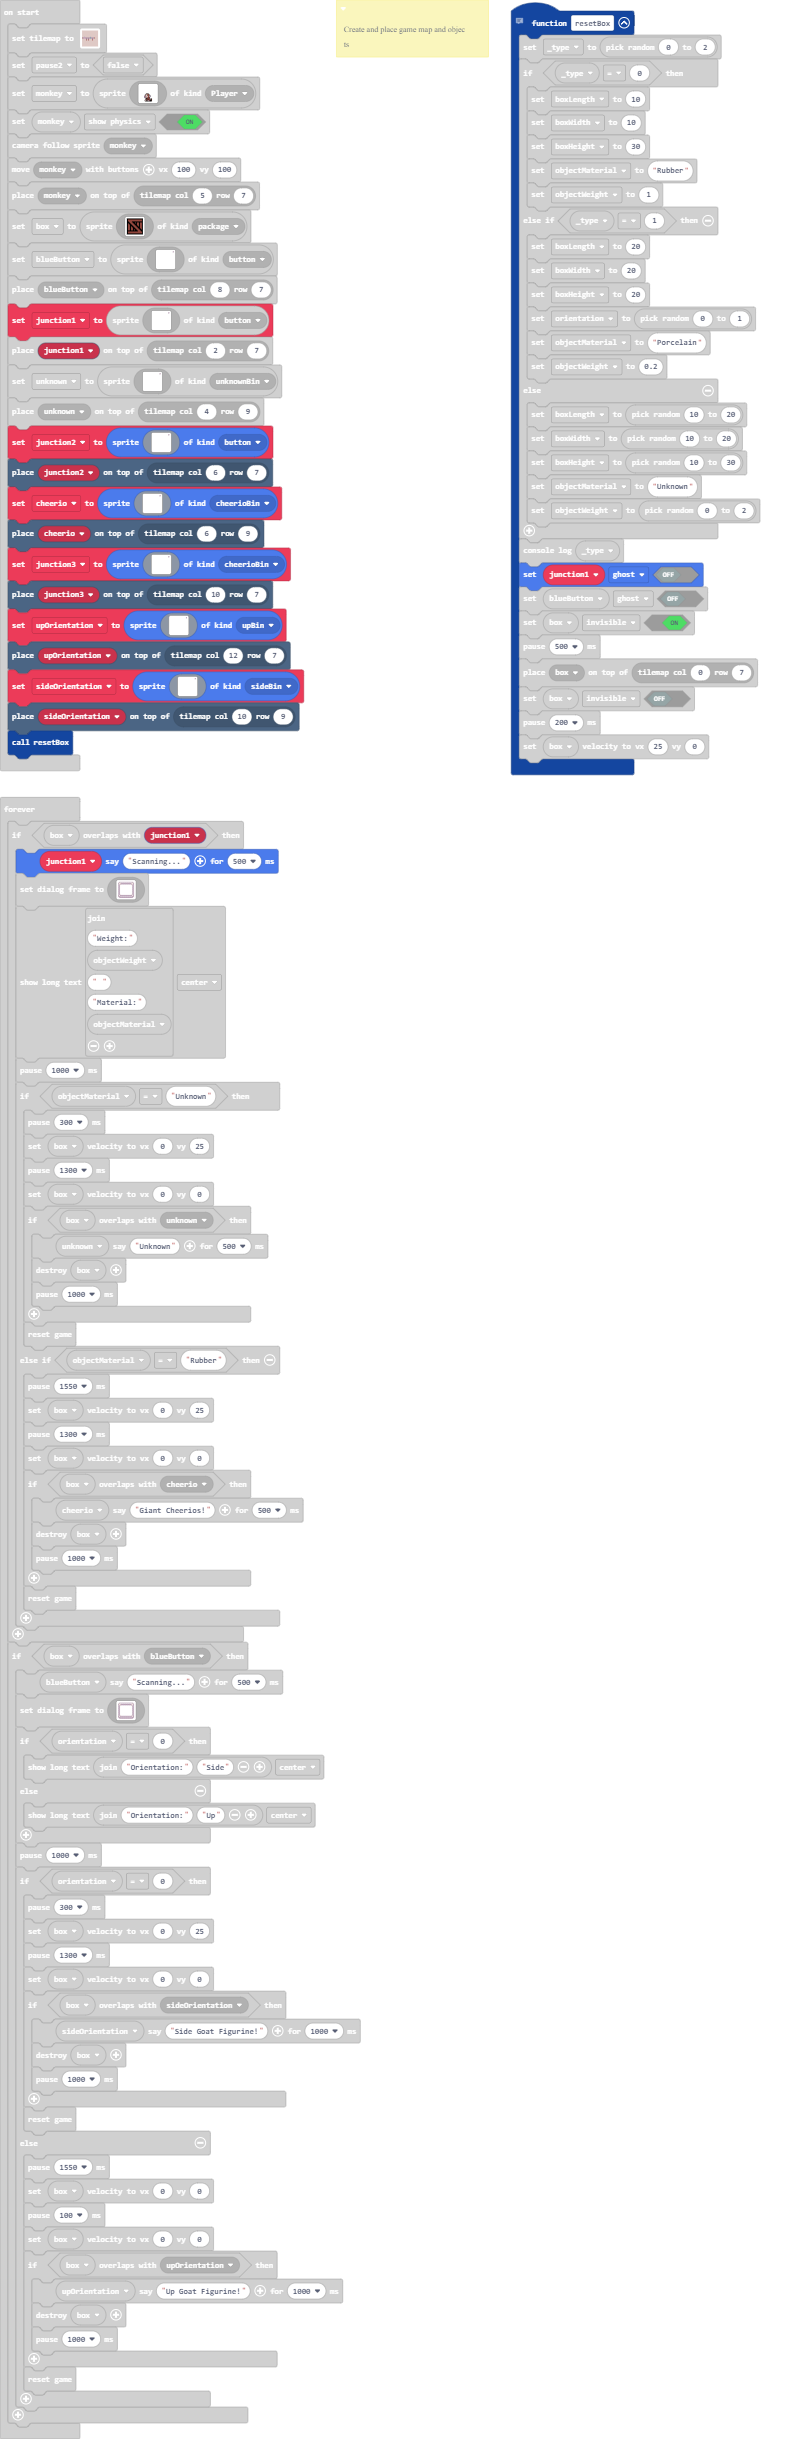 on start
set tilemap to
set pause2 to false
set monkey to sprite of kind Player
set monkey show physics ON
camera follow sprite monkey
move monkey with buttons vx 100 vy 100
place monkey on top of tilemap col 5 row 7
set box to sprite of kind package
set blueButton to sprite of kind button
place blueButton on top of tilemap col 8 row 7
set junction1 to sprite of kind button
place junction1 on top of tilemap col 2 row 7
set unknown to sprite of kind unknownBin
place unknown on top of tilemap col 4 row 9
set junction2 to sprite of kind button
place junction2 on top of tilemap col 6 row 7
set cheerio to sprite of kind cheerioBin
place cheerio on top of tilemap col 6 row 9
set junction3 to sprite of kind cheerioBin
place junction3 on top of tilemap col 10 row 7
set upOrientation to sprite of kind upBin
place upOrientation on top of tilemap col 12 row 7
set sideOrientation to sprite of kind sideBin
place sideOrientation on top of tilemap col 10 row 9
call resetBox
Create and place game map and objec
ts
function resetBox
set _type to pick random 0 to 2
if _type = 0 then
set boxLength to 10
set boxWidth to 10
set boxHeight to 30
set objectMaterial to "Rubber"
set objectWeight to 1
else if _type = 1 then
set boxLength to 20
set boxWidth to 20
set boxHeight to 20
set orientation to pick random 0 to 1
set objectMaterial to "Porcelain"
set objectWeight to 0.2
else
set boxLength to pick random 10 to 20
set boxWidth to pick random 10 to 20
set boxHeight to pick random 10 to 30
set objectMaterial to "Unknown"
set objectWeight to pick random 0 to 2
console log _type
set junction1 ghost OFF
set blueButton ghost OFF
set box invisible ON
pause 500 ms
place box on top of tilemap col 0 row 7
set box invisible OFF
pause 200 ms
set box velocity to vx 25 vy 0
forever
if box overlaps with junction1 then
junction1 say "Scanning..." for 500 ms
set dialog frame to
join
"Weight:"
objectWeight
show long text " " center
"Material:"
objectMaterial
pause 1000 ms
if objectMaterial = "Unknown" then
pause 300 ms
set box velocity to vx 0 vy 25
pause 1300 ms
set box velocity to vx 0 vy 0
if box overlaps with unknown then
unknown say "Unknown" for 500 ms
destroy box
pause 1000 ms
reset game
else if objectMaterial = "Rubber" then
pause 1550 ms
set box velocity to vx 0 vy 25
pause 1300 ms
set box velocity to vx 0 vy 0
if box overlaps with cheerio then
cheerio say "Giant Cheerios!" for 500 ms
destroy box
pause 1000 ms
reset game
if box overlaps with blueButton then
blueButton say "Scanning..." for 500 ms
set dialog frame to
if orientation = 0 then
show long text join "Orientation:" "Side" center
else
show long text join "Orientation:" "Up" center
pause 1000 ms
if orientation = 0 then
pause 300 ms
set box velocity to vx 0 vy 25
pause 1300 ms
set box velocity to vx 0 vy 0
if box overlaps with sideOrientation then
sideOrientation say "Side Goat Figurine!" for 1000 ms
destroy box
pause 1000 ms
reset game
else
pause 1550 ms
set box velocity to vx 0 vy 0
pause 100 ms
set box velocity to vx 0 vy 0
if box overlaps with upOrientation then
upOrientation say "Up Goat Figurine!" for 1000 ms
destroy box
pause 1000 ms
reset game